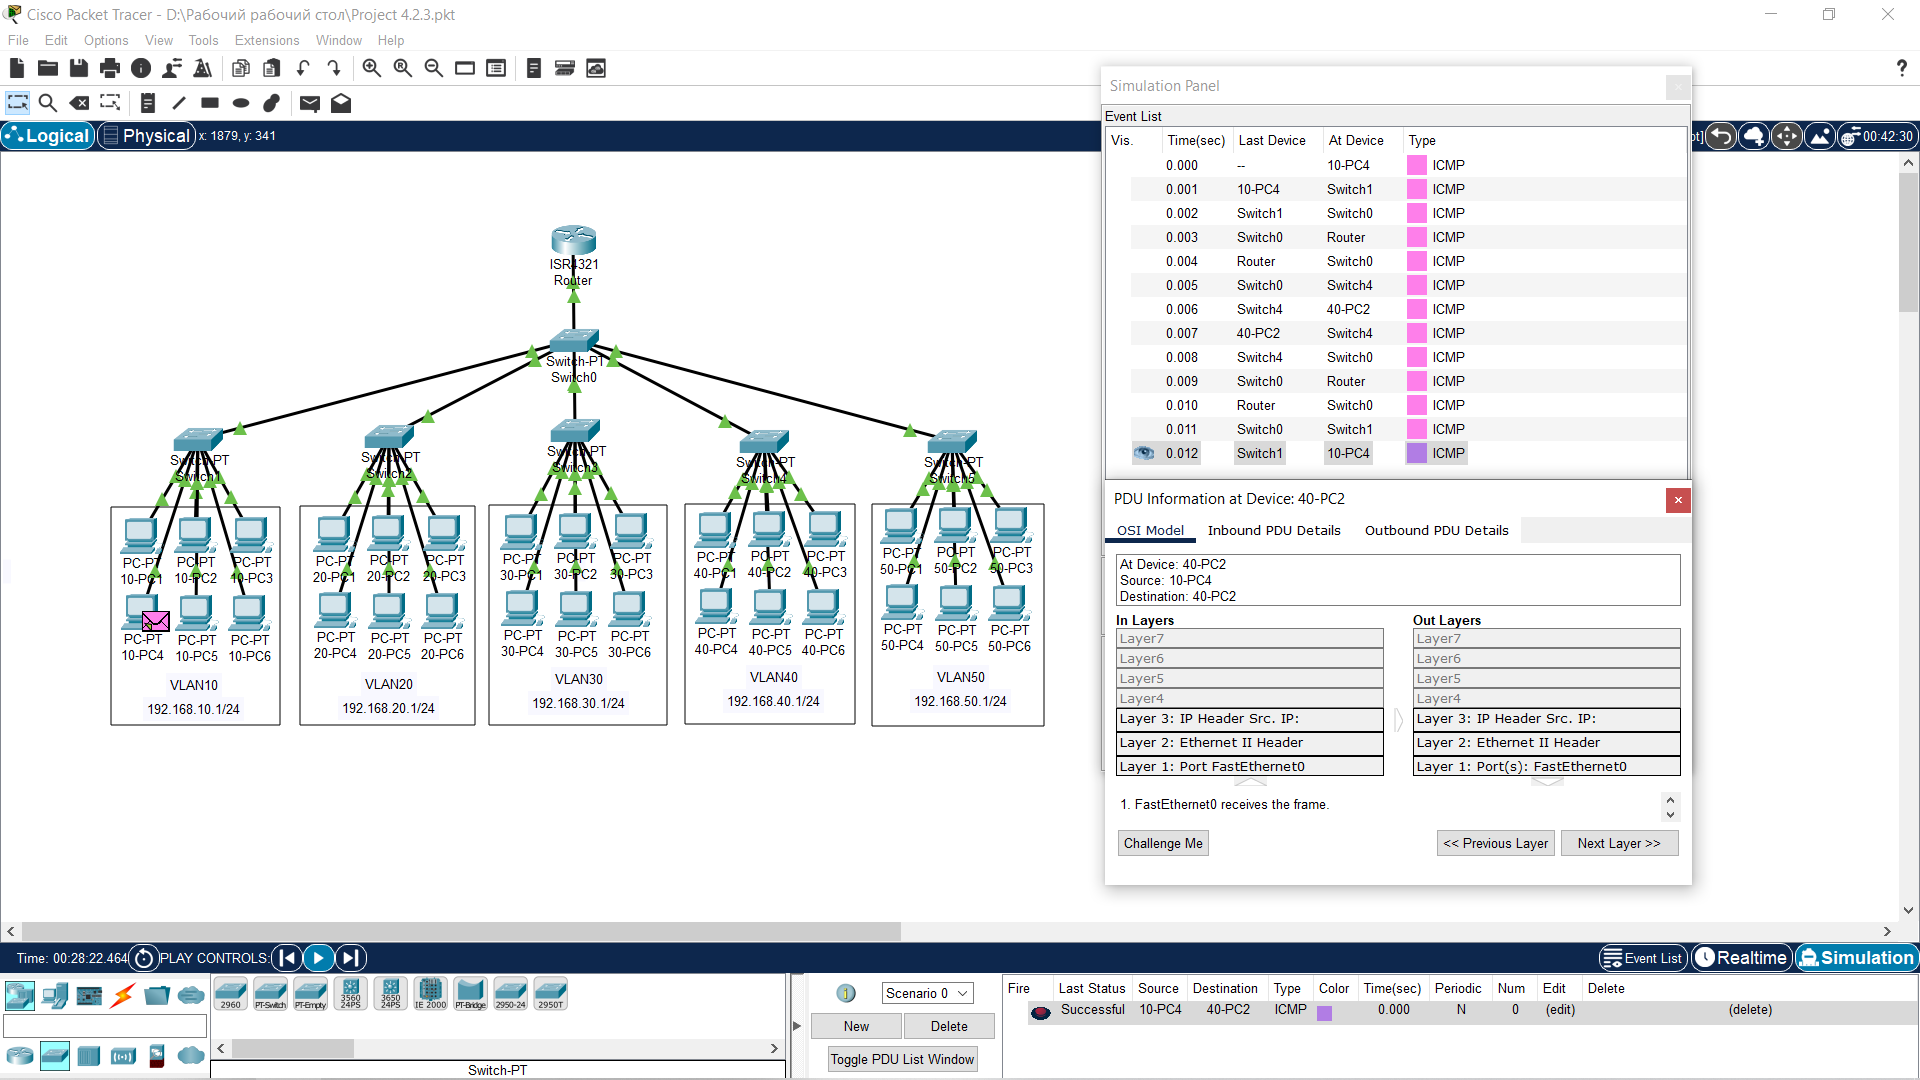 Cisco Packet Tracer - D:\Рабочий рабочий стол\Project 4.2.3.pkt
File Edit Options View Tools Extensions Window Help
Logical Physical x: 1879, y: 341
00:42:30
Simulation Panel
Event List
Vis. Time(sec) Last Device At Device Type
0.000 -- 10-PC4 ICMP
0.001 10-PC4 Switch1 ICMP
0.002 Switch1 Switch0 ICMP
0.003 Switch0 Router ICMP
0.004 Router Switch0 ICMP
0.005 Switch0 Switch4 ICMP
0.006 Switch4 40-PC2 ICMP
0.007 40-PC2 Switch4 ICMP
0.008 Switch4 Switch0 ICMP
0.009 Switch0 Router ICMP
0.010 Router Switch0 ICMP
0.011 Switch0 Switch1 ICMP
0.012 Switch1 10-PC4 ICMP
ISR4321
Router
Switch-PT
Switch0
Switch-PT
Switch1
Switch-PT
Switch2
Switch-PT
Switch3
Switch-PT
Switch4
Switch-PT
Switch5
PC-PT
10-PC1
PC-PT
10-PC2
PC-PT
10-PC3
PC-PT
10-PC4
PC-PT
10-PC5
PC-PT
10-PC6
VLAN10
192.168.10.1/24
PC-PT
20-PC1
PC-PT
20-PC2
PC-PT
20-PC3
PC-PT
20-PC4
PC-PT
20-PC5
PC-PT
20-PC6
VLAN20
192.168.20.1/24
PC-PT
30-PC1
PC-PT
30-PC2
PC-PT
30-PC3
PC-PT
30-PC4
PC-PT
30-PC5
PC-PT
30-PC6
VLAN30
192.168.30.1/24
PC-PT
40-PC1
PC-PT
40-PC2
PC-PT
40-PC3
PC-PT
40-PC4
PC-PT
40-PC5
PC-PT
40-PC6
VLAN40
192.168.40.1/24
PC-PT
50-PC1
PC-PT
50-PC2
PC-PT
50-PC3
PC-PT
50-PC4
PC-PT
50-PC5
PC-PT
50-PC6
VLAN50
192.168.50.1/24
PDU Information at Device: 40-PC2
OSI Model Inbound PDU Details Outbound PDU Details
At Device: 40-PC2
Source: 10-PC4
Destination: 40-PC2
In Layers Out Layers
Layer7 Layer7
Layer6 Layer6
Layer5 Layer5
Layer4 Layer4
Layer 3: IP Header Src. IP: Layer 3: IP Header Src. IP:
Layer 2: Ethernet II Header Layer 2: Ethernet II Header
Layer 1: Port FastEthernet0 Layer 1: Port(s): FastEthernet0
1. FastEthernet0 receives the frame.
Challenge Me << Previous Layer Next Layer >>
Time: 00:28:22.464 PLAY CONTROLS: Event List Realtime Simulation
2960 PT-Switch PT-Empty 3560 24PS 3650 24PS IE 2000 PT-Bridge 2950-24 2950T
Switch-PT
Scenario 0
New Delete
Toggle PDU List Window
Fire Last Status Source Destination Type Color Time(sec) Periodic Num Edit Delete
Successful 10-PC4 40-PC2 ICMP 0.000 N 0 (edit) (delete)